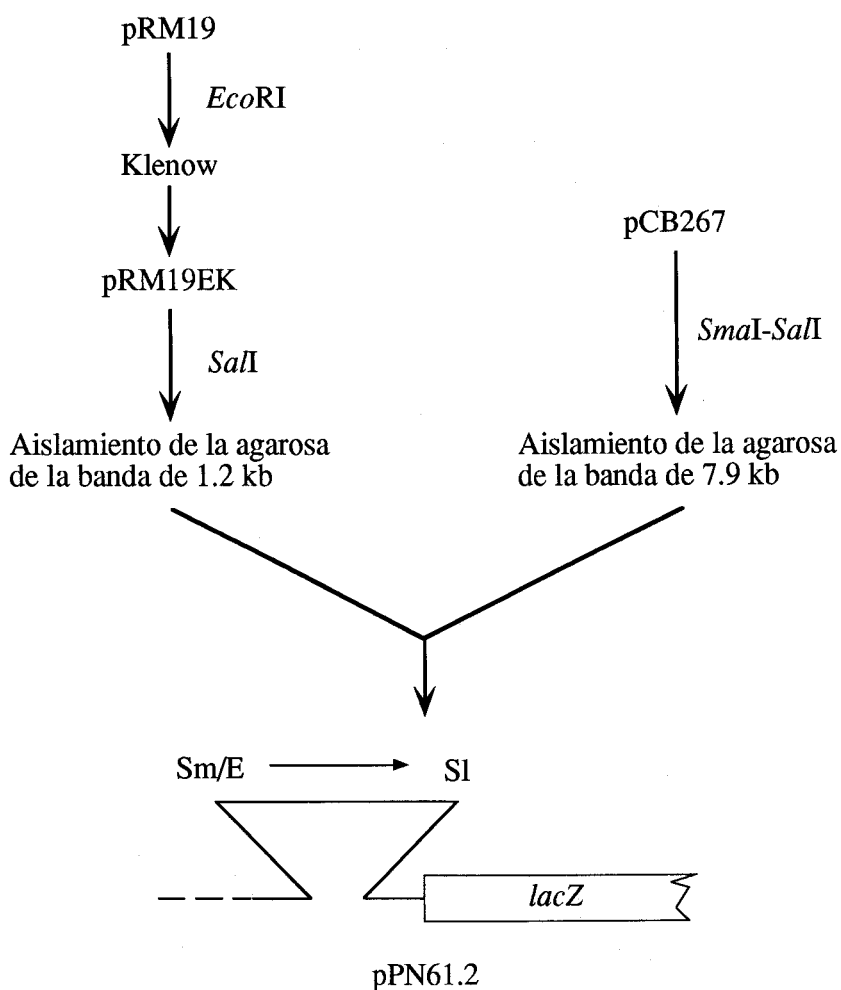 pRM19
EcoRI
Klenow
pRM19EK
SalI
Aislamiento de la agarosa
de la banda de 1.2 kb
pCB267
SmaI-SalI
Aislamiento de la agarosa
de la banda de 7.9 kb
Sm/E
Sl
lacZ
pPN61.2